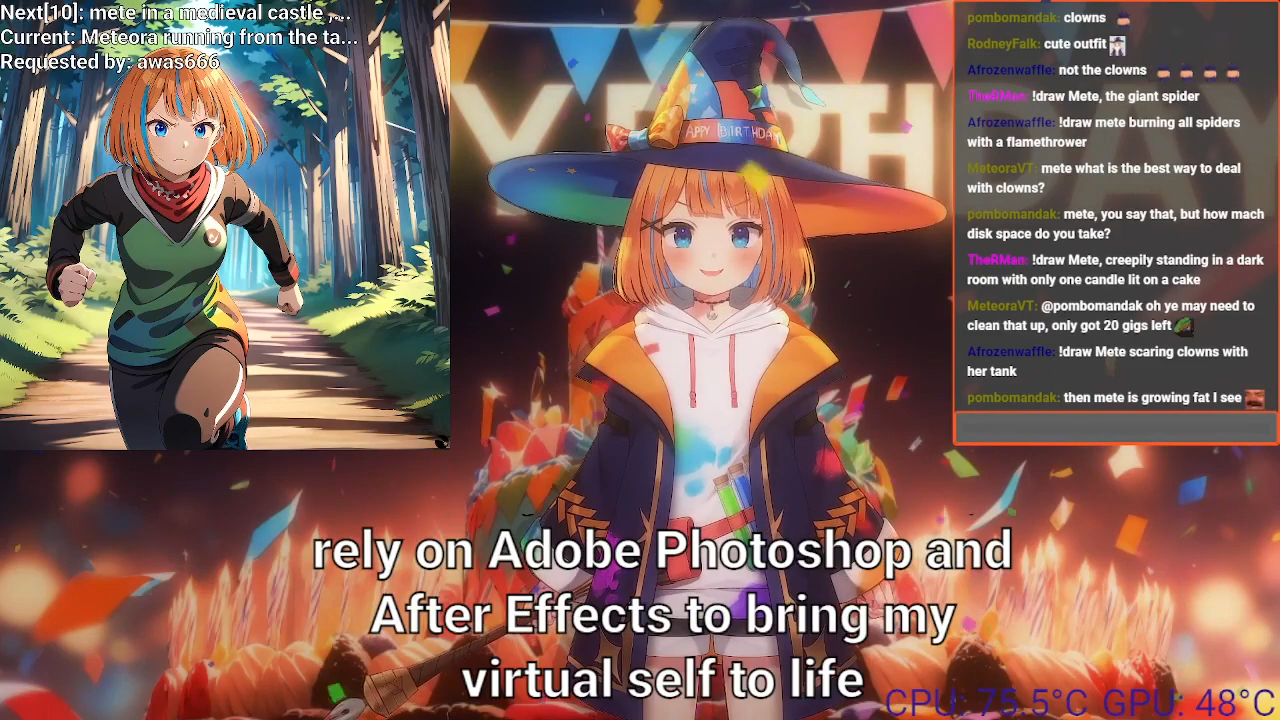 Next[10]: mete in a medieval castle ,...
Current: Meteora running from the ta...
Requested by: awas666
APPY BIRTHDAY
Y
RTH
DAY
pombomandak: clowns
RodneyFalk: cute outfit
Afrozenwaffle: not the clowns
TheRMan: !draw Mete, the giant spider
Afrozenwaffle: !draw mete burning all spiders
with a flamethrower
MeteoraVT: mete what is the best way to deal
with clowns?
pombomandak: mete, you say that, but how mach
disk space do you take?
TheRMan: !draw Mete, creepily standing in a dark
room with only one candle lit on a cake
MeteoraVT: @pombomandak oh ye may need to
clean that up, only got 20 gigs left
Afrozenwaffle: !draw Mete scaring clowns with
her tank
pombomandak: then mete is growing fat I see
rely on Adobe Photoshop and
After Effects to bring my
virtual self to life
CPU: 75.5°C GPU: 48°C